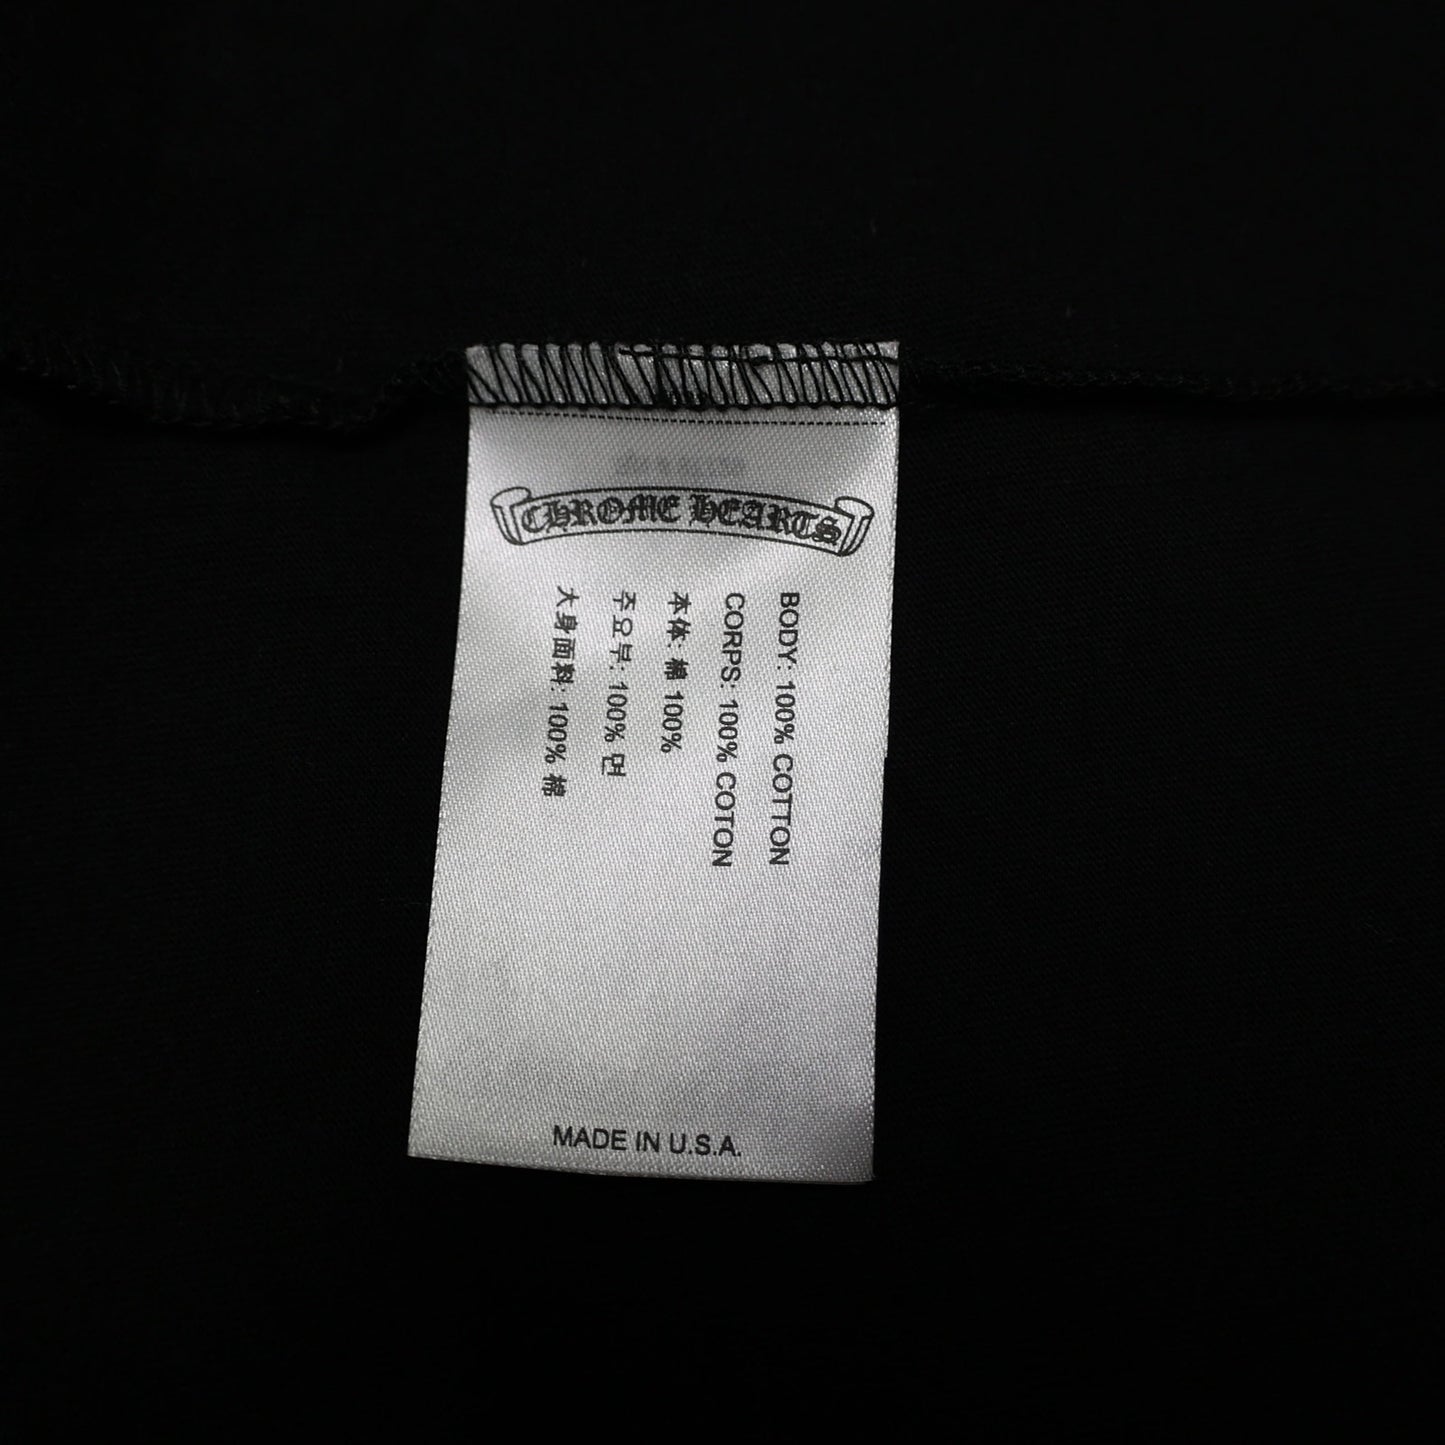 CHROME HEARTS
BODY: 100% COTTON
CORPS: 100% COTON
本体: 綿 100%
주요부: 100% 면
大身面料: 100% 棉
MADE IN U.S.A.